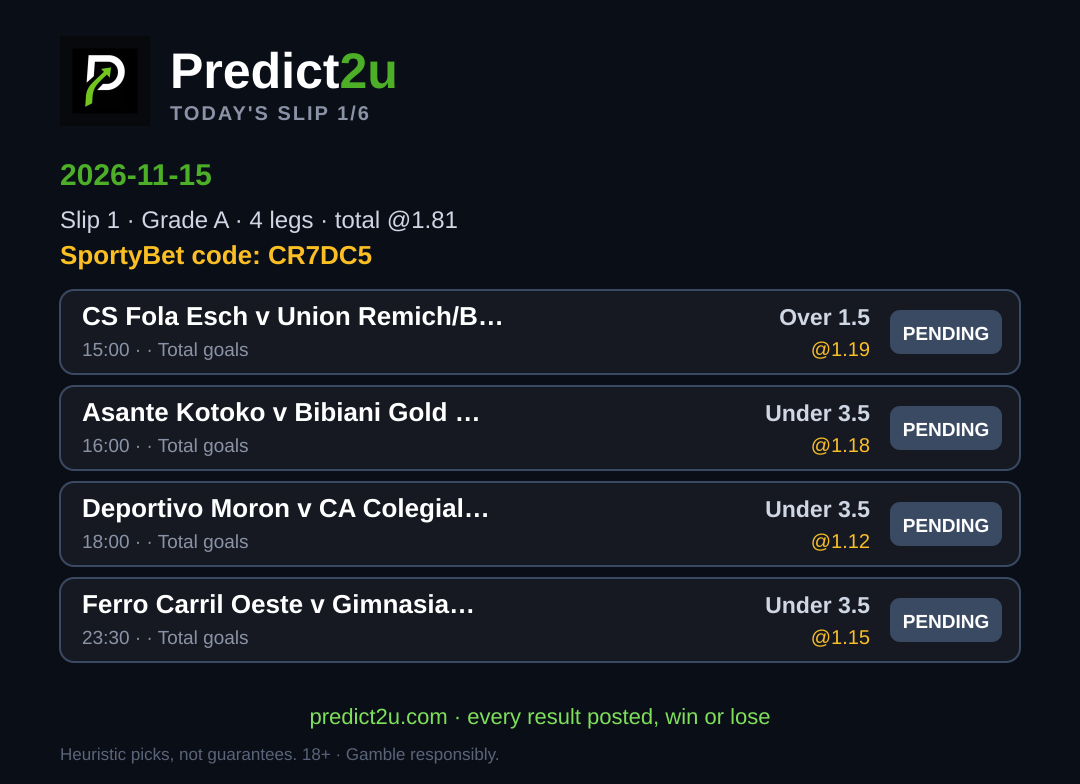 Predict2u
TODAY'S SLIP 1/6
2026-11-15
Slip 1 · Grade A · 4 legs · total @1.81
SportyBet code: CR7DC5
CS Fola Esch v Union Remich/B…
Over 1.5
15:00 · · Total goals
@1.19
PENDING
Asante Kotoko v Bibiani Gold …
Under 3.5
16:00 · · Total goals
@1.18
PENDING
Deportivo Moron v CA Colegial…
Under 3.5
18:00 · · Total goals
@1.12
PENDING
Ferro Carril Oeste v Gimnasia…
Under 3.5
23:30 · · Total goals
@1.15
PENDING
predict2u.com · every result posted, win or lose
Heuristic picks, not guarantees. 18+ · Gamble responsibly.